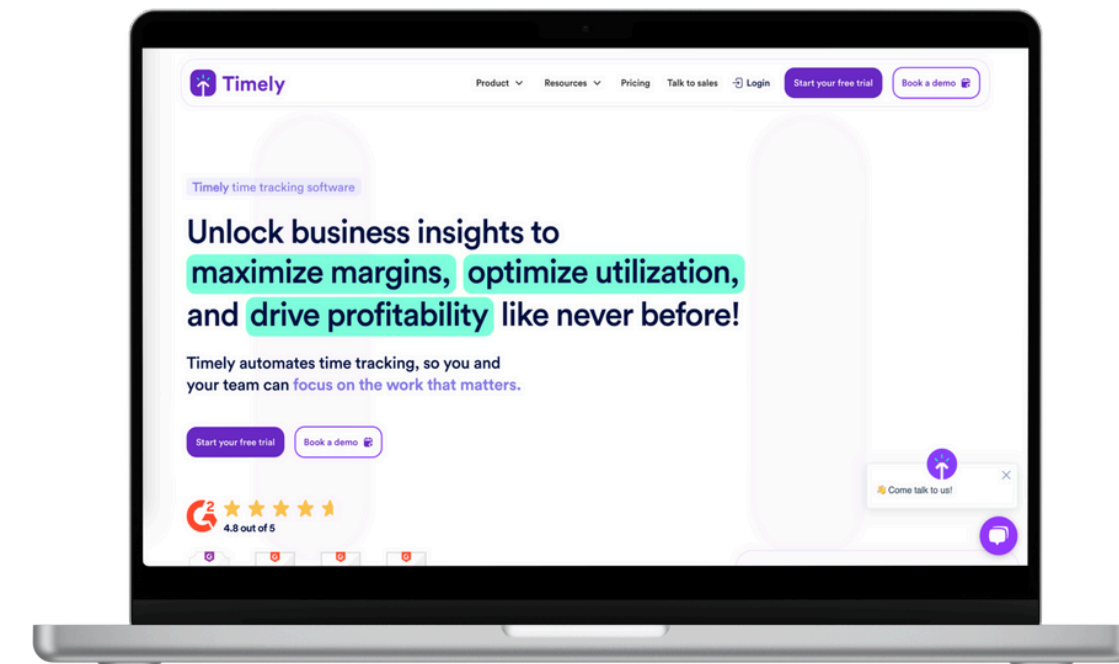 Timely
Product Resources Pricing Talk to sales Login Start your free trial Book a demo
Timely time tracking software
Unlock business insights to
maximize margins, optimize utilization,
and drive profitability like never before!
Timely automates time tracking, so you and
your team can focus on the work that matters.
Start your free trial Book a demo
👋 Come talk to us!
G2
4.8 out of 5